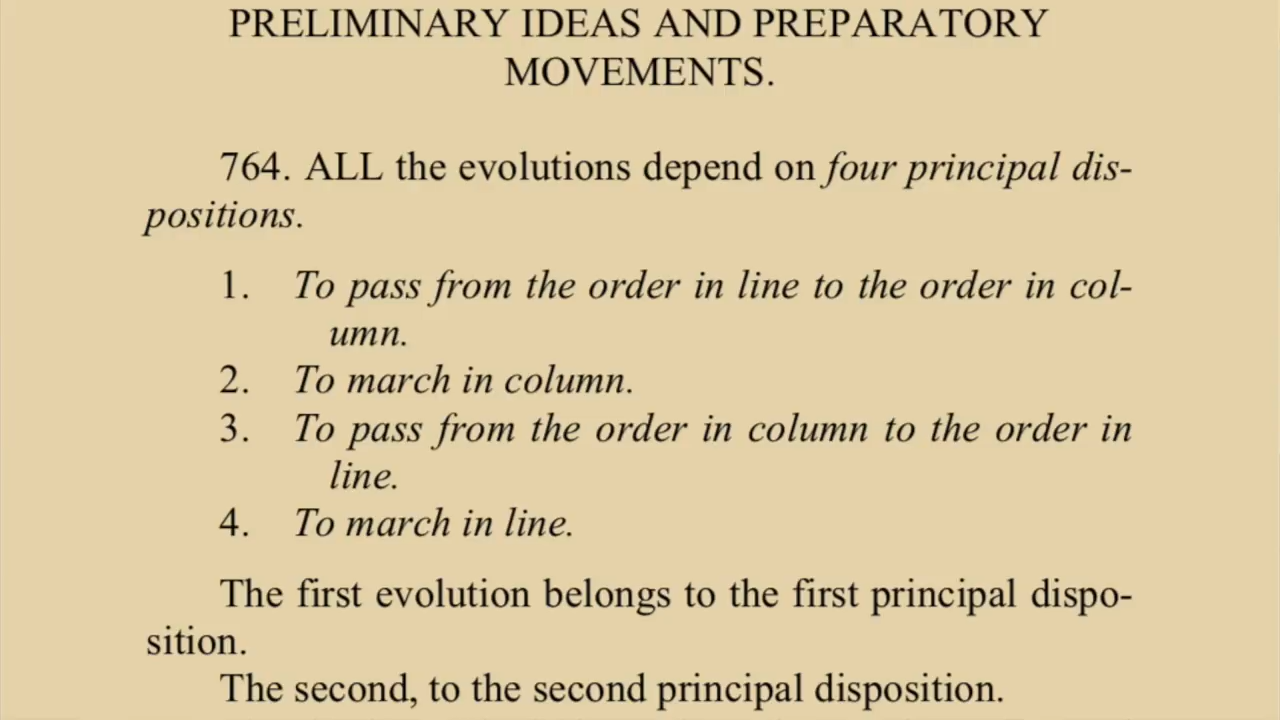 PRELIMINARY IDEAS AND PREPARATORY
MOVEMENTS.
764. ALL the evolutions depend on four principal dis-
positions.
1. To pass from the order in line to the order in col-
umn.
2. To march in column.
3. To pass from the order in column to the order in
line.
4. To march in line.
The first evolution belongs to the first principal dispo-
sition.
The second, to the second principal disposition.